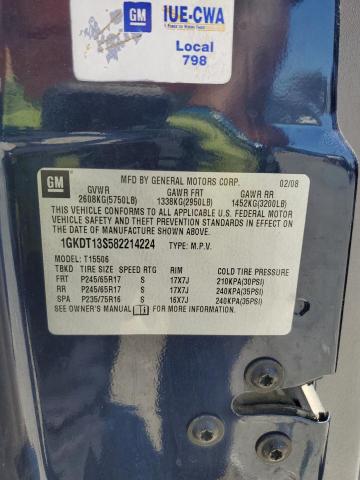 GM IUE-CWA
Local
798
GM
MFD BY GENERAL MOTORS CORP. 02/08
GVWR GAWR FRT GAWR RR
2608KG(5750LB) 1338KG(2950LB) 1452KG(3200LB)
THIS VEHICLE CONFORMS TO ALL APPLICABLE U.S. FEDERAL MOTOR
VEHICLE SAFETY AND THEFT PREVENTION STANDARDS IN EFFECT ON
THE DATE OF MANUFACTURE SHOWN ABOVE.
1GKDT13S582214224 TYPE: M.P.V.
MODEL: T15506
TBKD TIRE SIZE SPEED RTG RIM COLD TIRE PRESSURE
FRT P245/65R17 S 17X7J 210KPA(30PSI)
RR P245/65R17 S 17X7J 240KPA(35PSI)
SPA P235/75R16 S 16X7J 240KPA(35PSI)
SEE OWNER'S MANUAL FOR MORE INFORMATION.